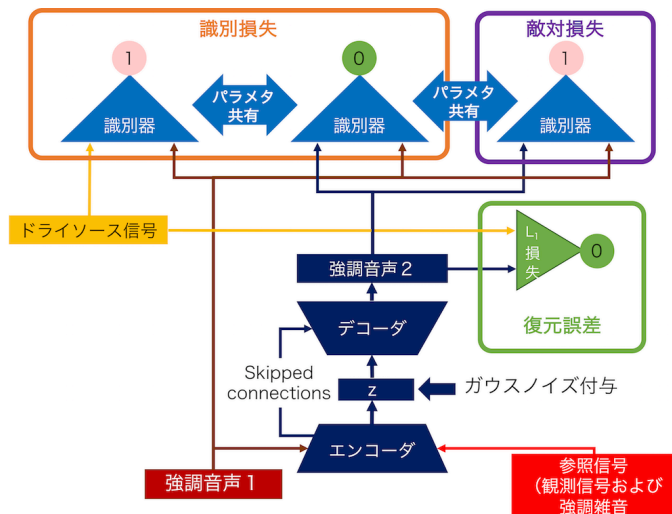 識別損失
敵対損失
1
0
1
パラメタ
共有
パラメタ
共有
識別器
識別器
識別器
ドライソース信号
L₁
損
失
0
強調音声2
復元誤差
デコーダ
Skipped
connections
z
ガウスノイズ付与
エンコーダ
強調音声1
参照信号
（観測信号および
強調雑音